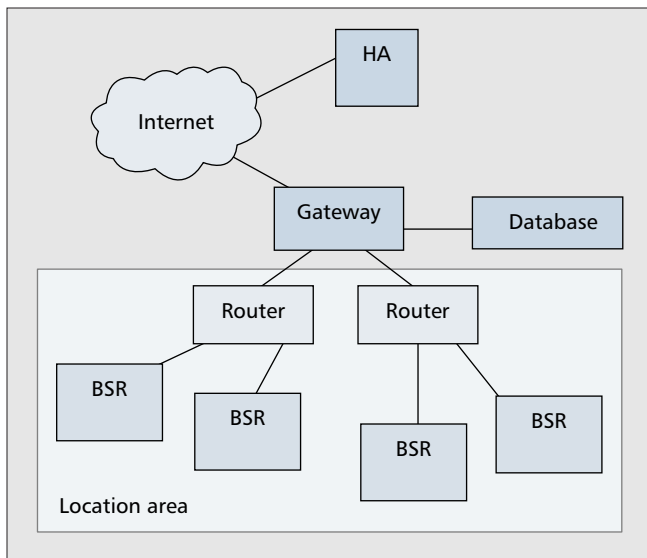 HA
Internet
Gateway
Database
Router
Router
BSR
BSR
BSR
BSR
Location area